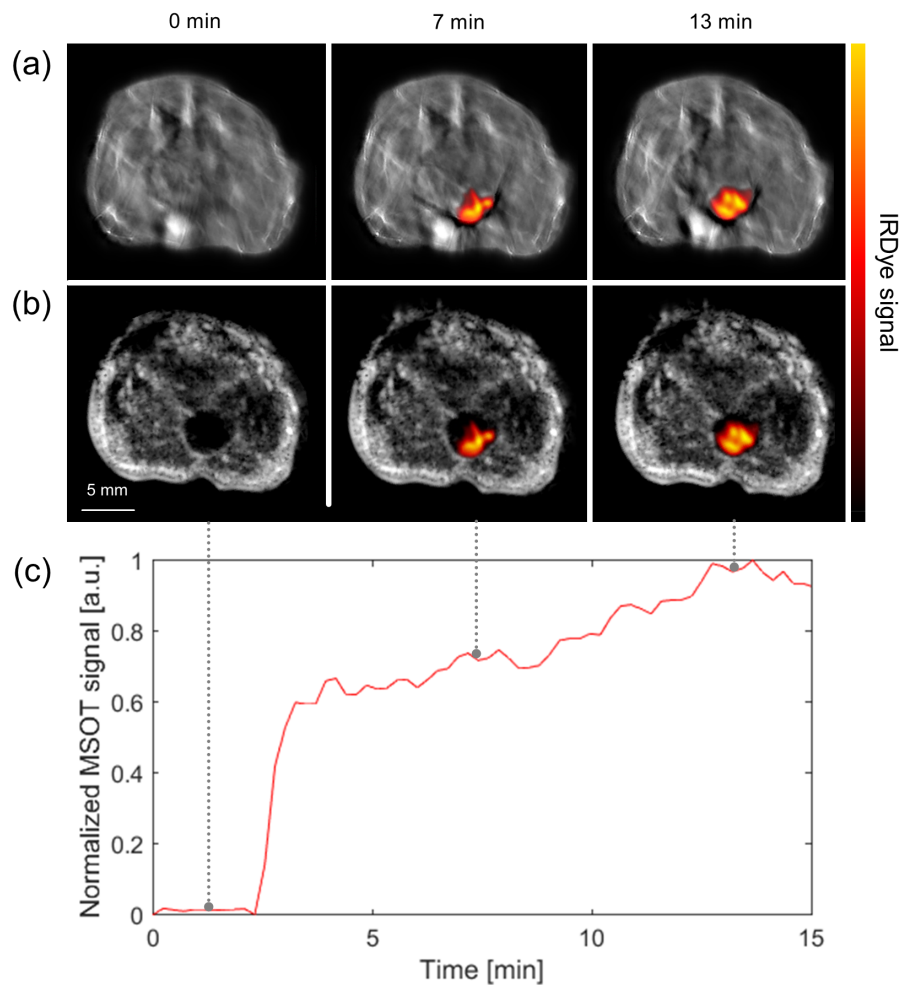 0 min 7 min 13 min
(a)
IRDye signal
(b)
5 mm
(c)
Normalized MSOT signal [a.u.]
1
0.8
0.6
0.4
0.2
0
0 5 10 15
Time [min]